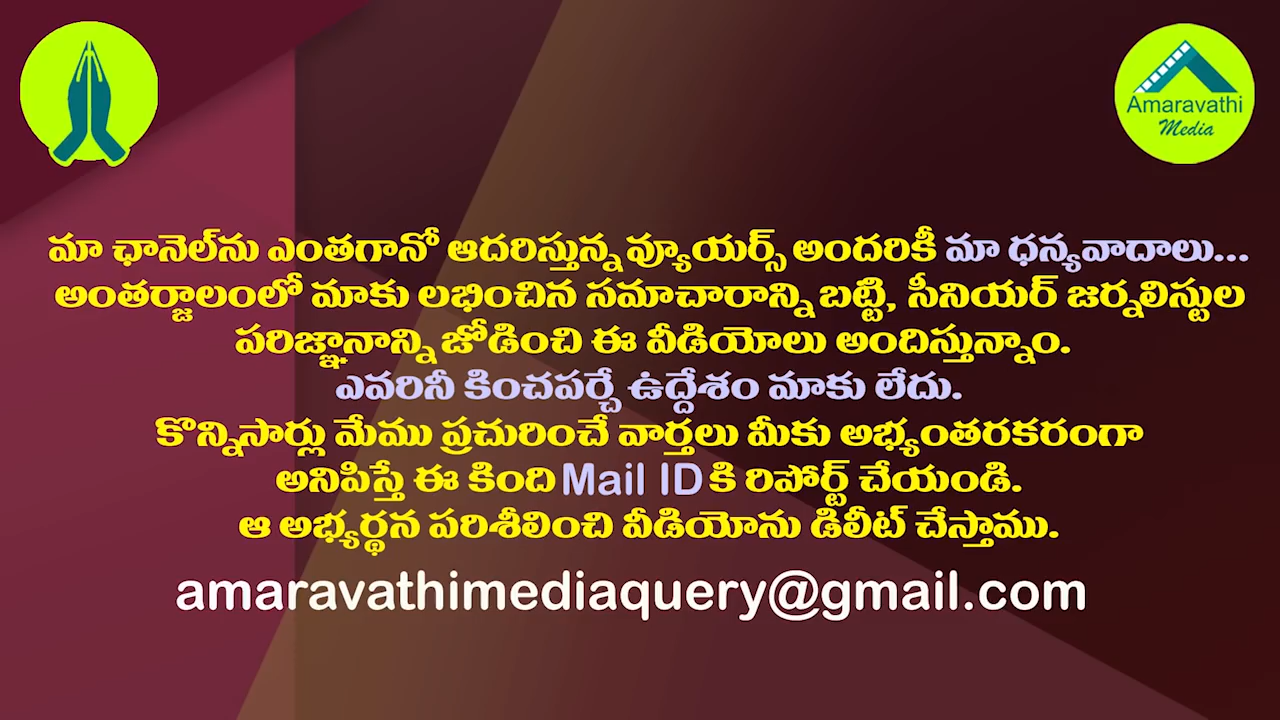 Amaravathi
Media
మా ఛానెల్‌ను ఎంతగానో ఆదరిస్తున్న వ్యూయర్స్ అందరికీ మా ధన్యవాదాలు...
అంతర్జాలంలో మాకు లభించిన సమాచారాన్ని బట్టి, సీనియర్ జర్నలిస్టుల
పరిజ్ఞానాన్ని జోడించి ఈ వీడియోలు అందిస్తున్నాం.
ఎవరినీ కించపర్చే ఉద్దేశం మాకు లేదు.
కొన్నిసార్లు మేము ప్రచురించే వార్తలు మీకు అభ్యంతరకరంగా
అనిపిస్తే ఈ కింది Mail ID కి రిపోర్ట్ చేయండి.
ఆ అభ్యర్థన పరిశీలించి వీడియోను డిలీట్ చేస్తాము.
amaravathimediaquery@gmail.com